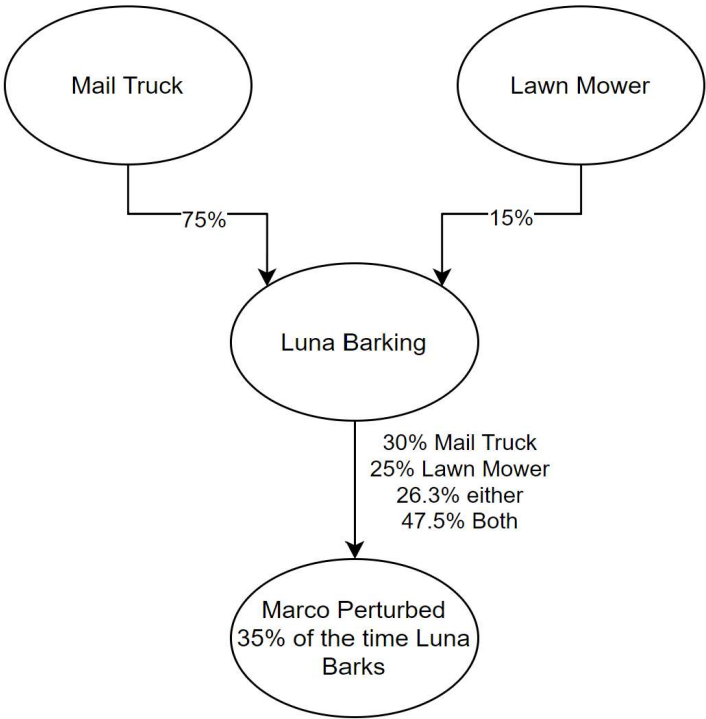 Mail Truck
Lawn Mower
75%
15%
Luna Barking
30% Mail Truck
25% Lawn Mower
26.3% either
47.5% Both
Marco Perturbed
35% of the time Luna
Barks